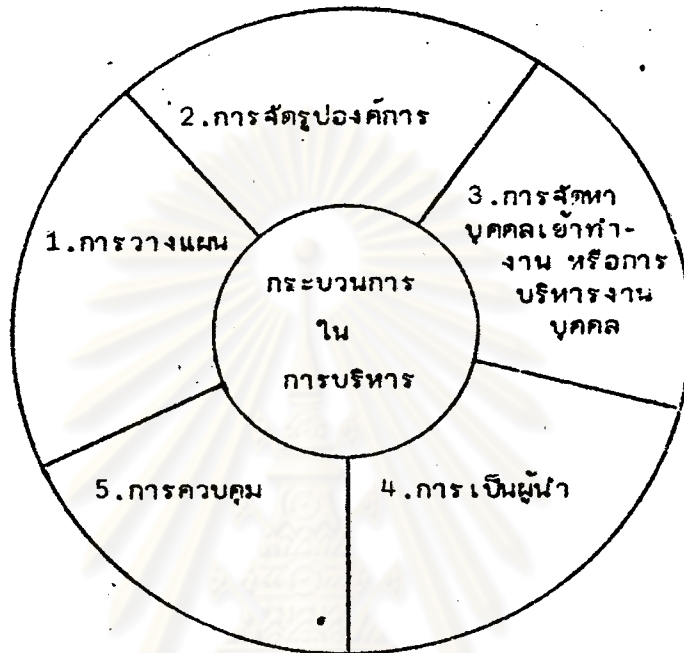 กระบวนการ
ใน
การบริหาร
1.การวางแผน
2.การจัดรูปองค์การ
3.การจัดหา
บุคคลเข้าทำ-
งาน หรือการ
บริหารงาน
บุคคล
4.การเป็นผู้นำ
5.การควบคุม